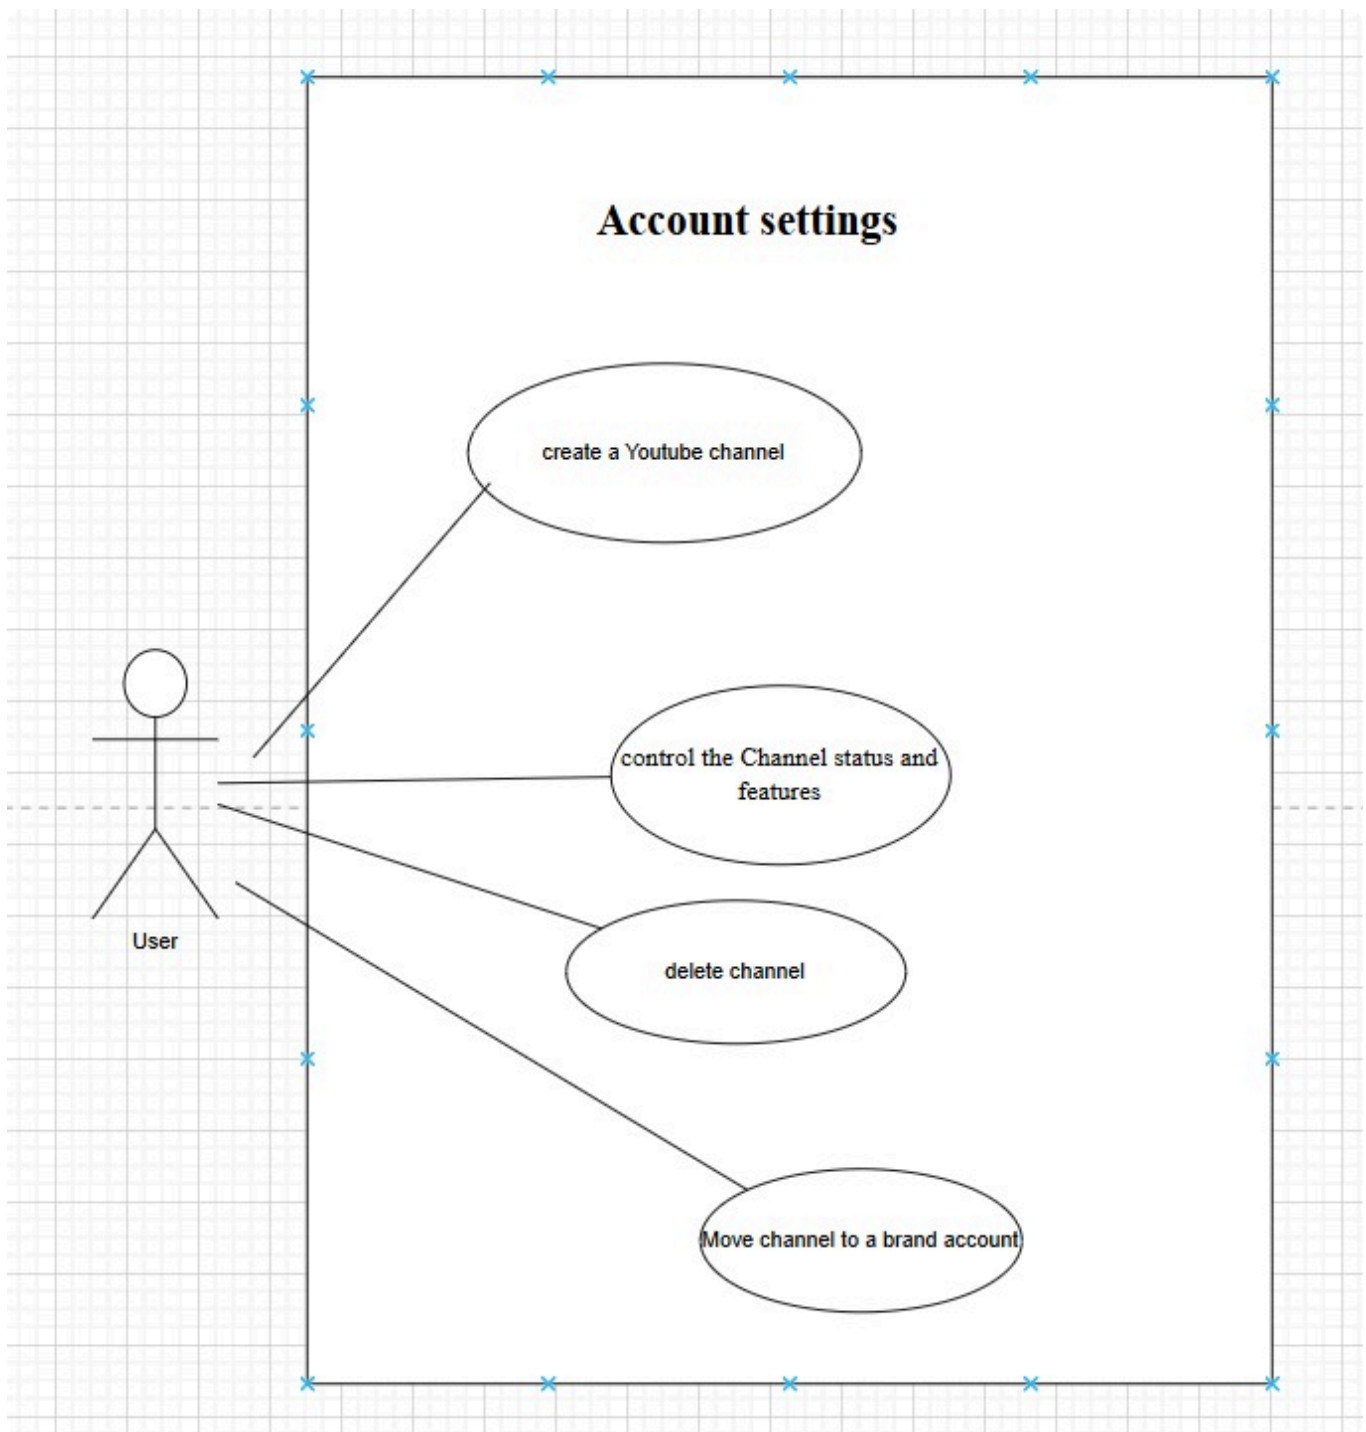 Account settings
create a Youtube channel
control the Channel status and
features
User
delete channel
Move channel to a brand account